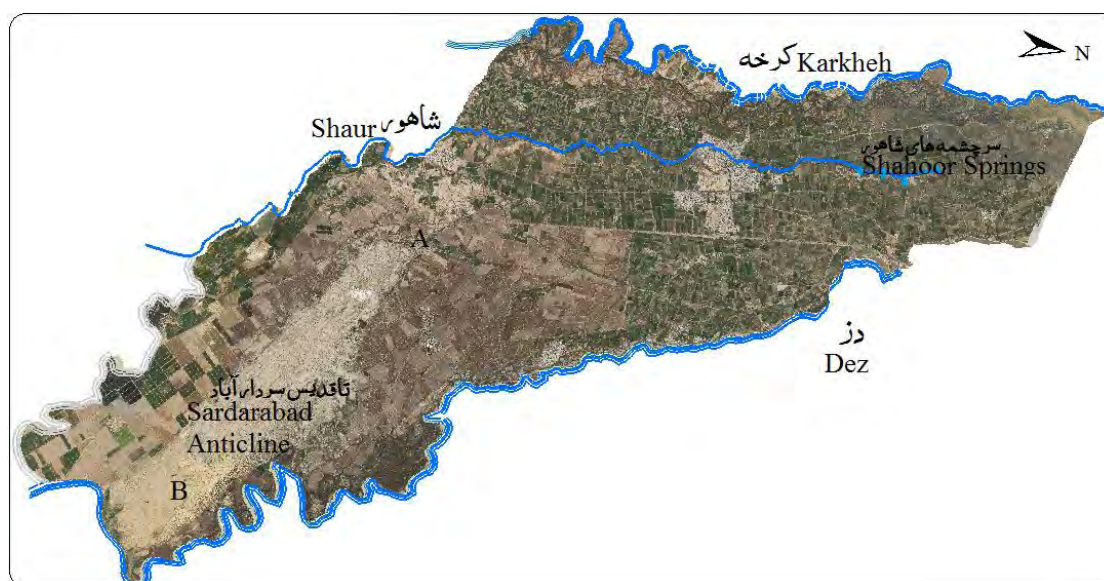 کرخه Karkheh
N
شاهور
Shaur
سرچشمه‌های شاهور
Shahoor Springs
A
دز
Dez
تاقدیس سردارآباد
Sardarabad
Anticline
B